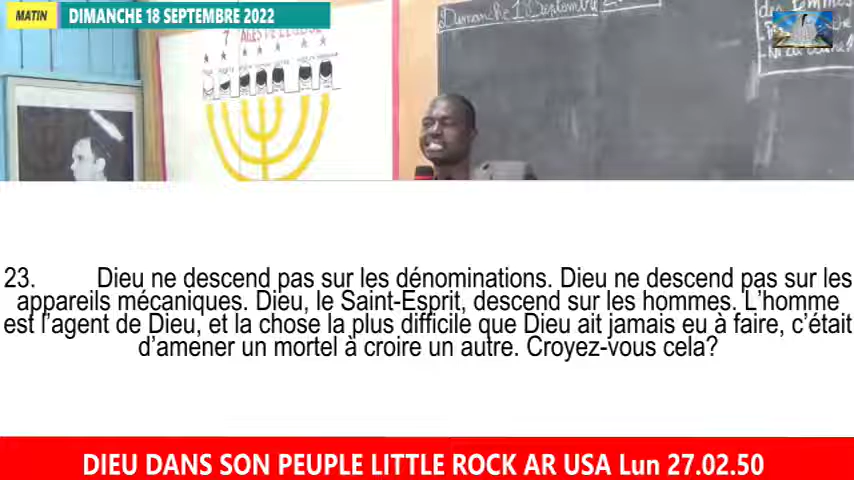 MATIN
DIMANCHE 18 SEPTEMBRE 2022
Dimanche 1
7
23. Dieu ne descend pas sur les dénominations. Dieu ne descend pas sur les
appareils mécaniques. Dieu, le Saint-Esprit, descend sur les hommes. L'homme
est l'agent de Dieu, et la chose la plus difficile que Dieu ait jamais eu à faire, c'était
d'amener un mortel à croire un autre. Croyez-vous cela?
DIEU DANS SON PEUPLE LITTLE ROCK AR USA Lun 27.02.50